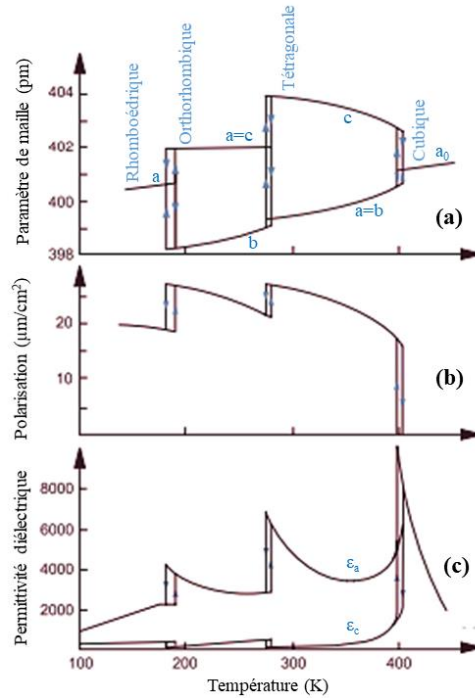 Paramètre de maille (pm)
404
402
400
398
Rhomboédrique
Orthorhombique
Tétragonale
Cubique
a
a=c
b
c
a=b
a₀
(a)
Polarisation (µm/cm²)
20
10
(b)
Permittivité diélectrique
8000
6000
4000
2000
εₐ
ε꜀
(c)
100
200
300
400
Température (K)